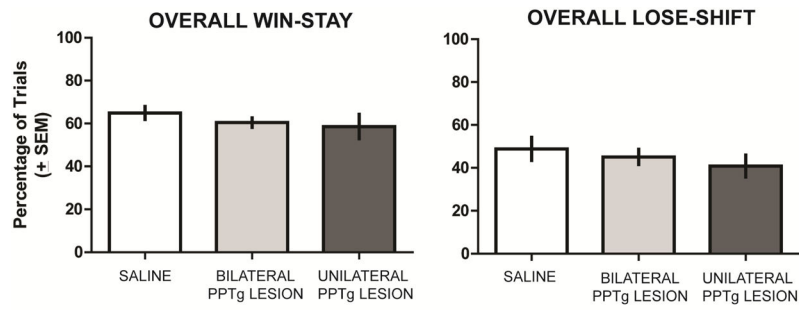 OVERALL WIN-STAY
Percentage of Trials
(± SEM)
100
80
60
40
20
0
SALINE
BILATERAL
PPTg LESION
UNILATERAL
PPTg LESION
OVERALL LOSE-SHIFT
100
80
60
40
20
0
SALINE
BILATERAL
PPTg LESION
UNILATERAL
PPTg LESION